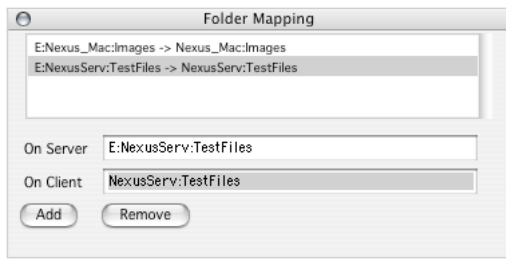 Folder Mapping
E:Nexus_Mac:Images -> Nexus_Mac:Images
E:NexusServ:TestFiles -> NexusServ:TestFiles
On Server E:NexusServ:TestFiles
On Client NexusServ:TestFiles
Add Remove